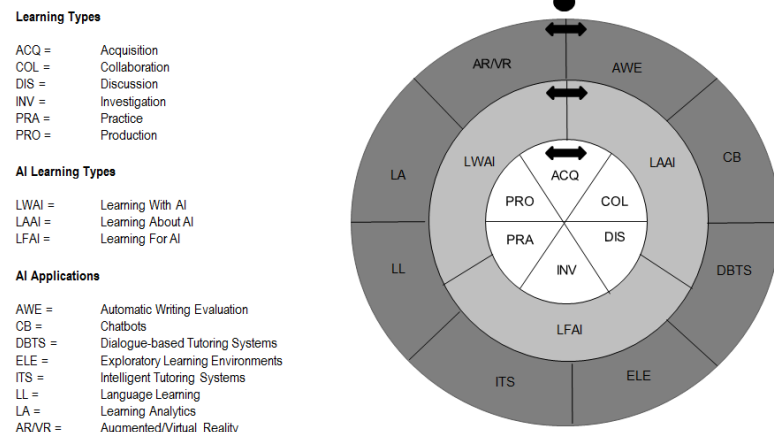 Learning Types
ACQ = Acquisition
COL = Collaboration
DIS = Discussion
INV = Investigation
PRA = Practice
PRO = Production
AI Learning Types
LWAI = Learning With AI
LAAI = Learning About AI
LFAI = Learning For AI
AI Applications
AWE = Automatic Writing Evaluation
CB = Chatbots
DBTS = Dialogue-based Tutoring Systems
ELE = Exploratory Learning Environments
ITS = Intelligent Tutoring Systems
LL = Language Learning
LA = Learning Analytics
AR/VR = Augmented/Virtual Reality
AR/VR
AWE
CB
DBTS
ELE
ITS
LL
LA
LWAI
LAAI
LFAI
ACQ
COL
DIS
INV
PRA
PRO